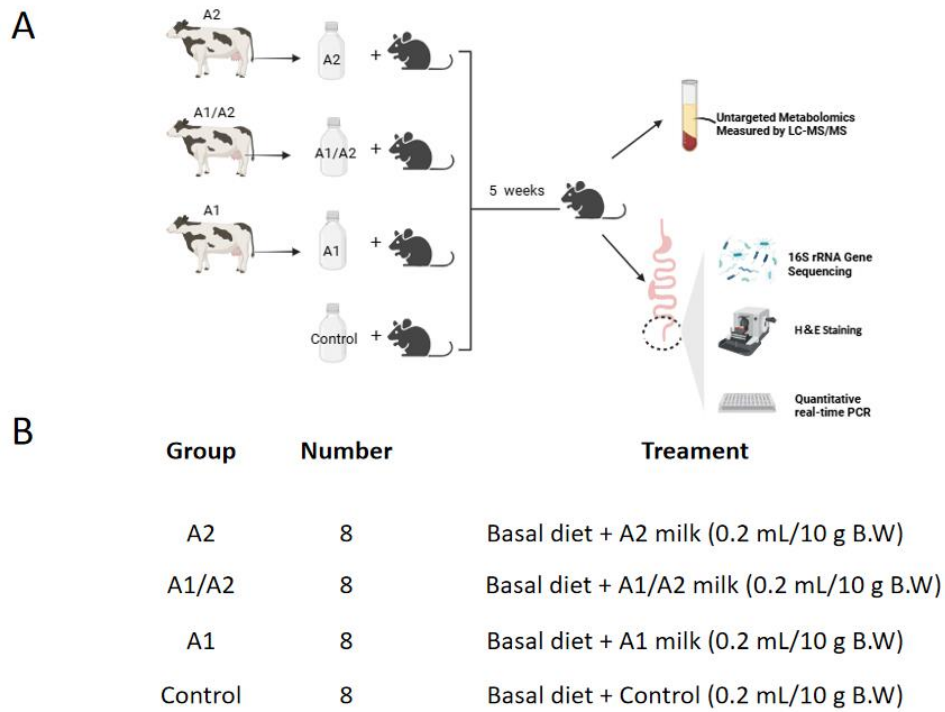 A
A2
A2 +
A1/A2
A1/A2 +
A1
A1 +
Control +
5 weeks
Untargeted Metabolomics
Measured by LC-MS/MS
16S rRNA Gene
Sequencing
H&E Staining
Quantitative
real-time PCR
B
Group Number Treament
A2 8 Basal diet + A2 milk (0.2 mL/10 g B.W)
A1/A2 8 Basal diet + A1/A2 milk (0.2 mL/10 g B.W)
A1 8 Basal diet + A1 milk (0.2 mL/10 g B.W)
Control 8 Basal diet + Control (0.2 mL/10 g B.W)